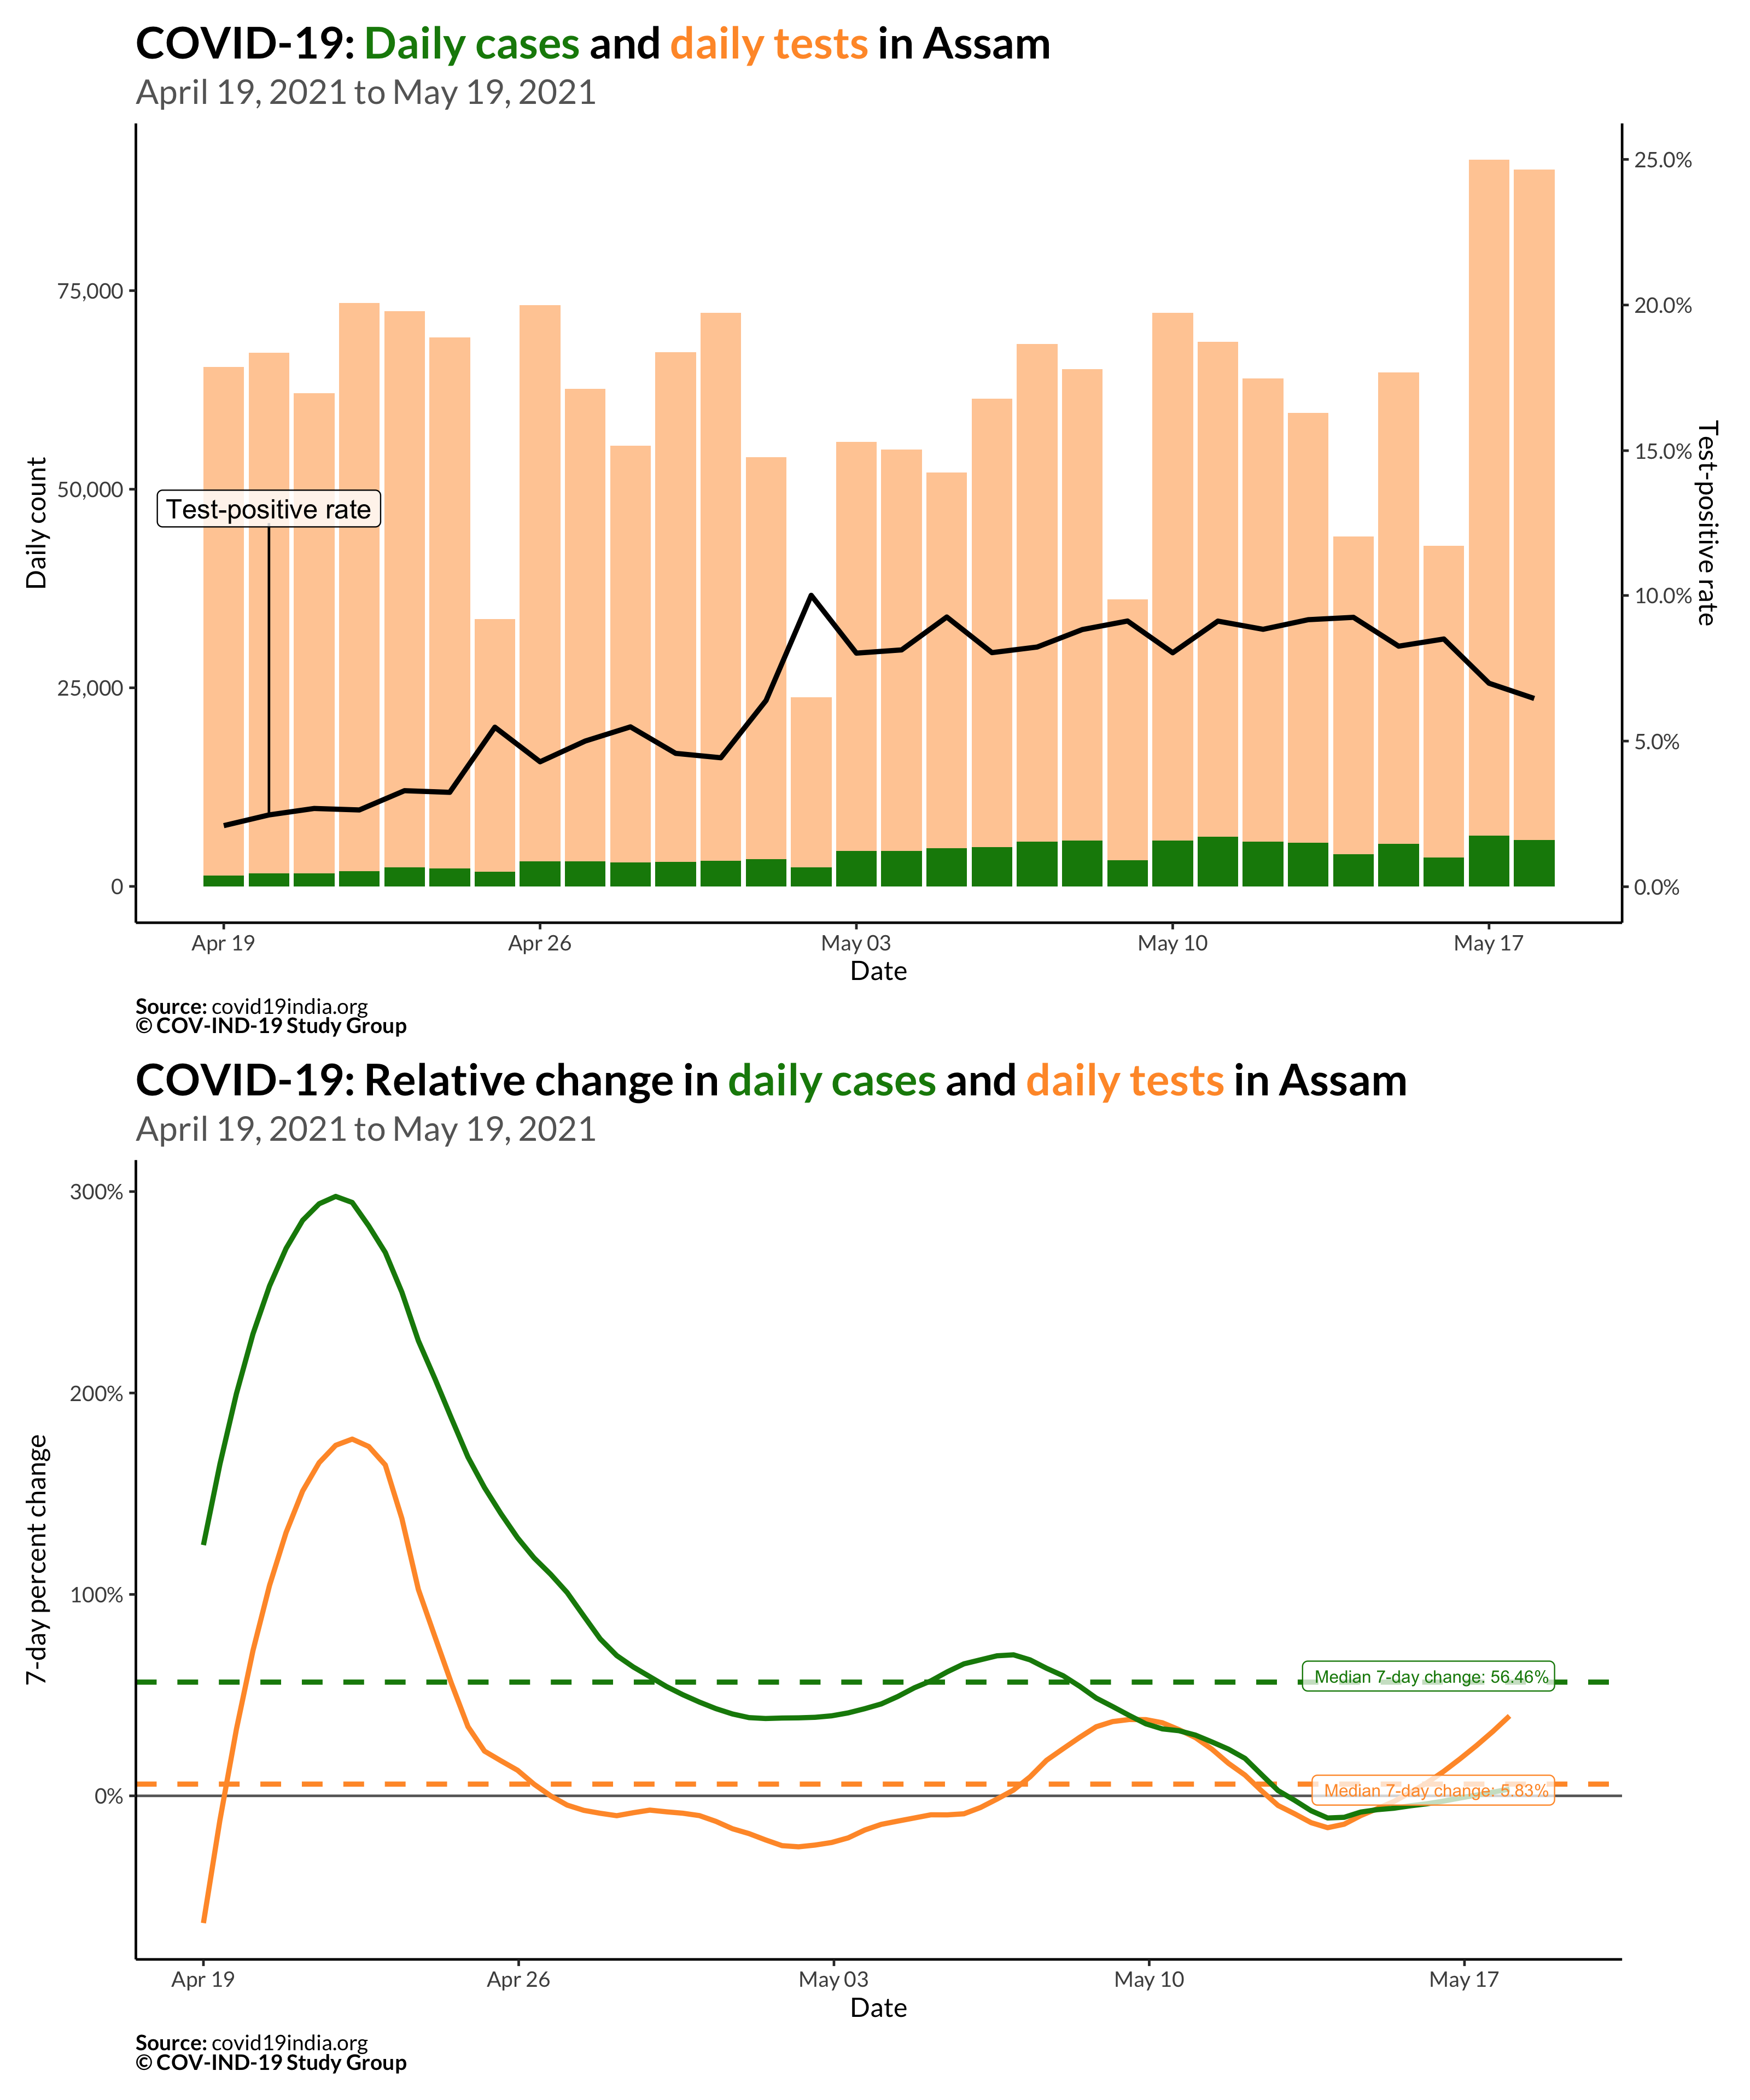 COVID-19: Daily cases and daily tests in Assam
April 19, 2021 to May 19, 2021
25.0%
75,000
20.0%
15.0%
50,000
Test-positive rate
Daily count
Test-positive rate
10.0%
25,000
5.0%
0
0.0%
Apr 19 Apr 26 May 03 May 10 May 17
Date
Source: covid19india.org
© COV-IND-19 Study Group
COVID-19: Relative change in daily cases and daily tests in Assam
April 19, 2021 to May 19, 2021
300%
200%
7-day percent change
100%
Median 7-day change: 56.46%
Median 7-day change: 5.83%
0%
Apr 19 Apr 26 May 03 May 10 May 17
Date
Source: covid19india.org
© COV-IND-19 Study Group